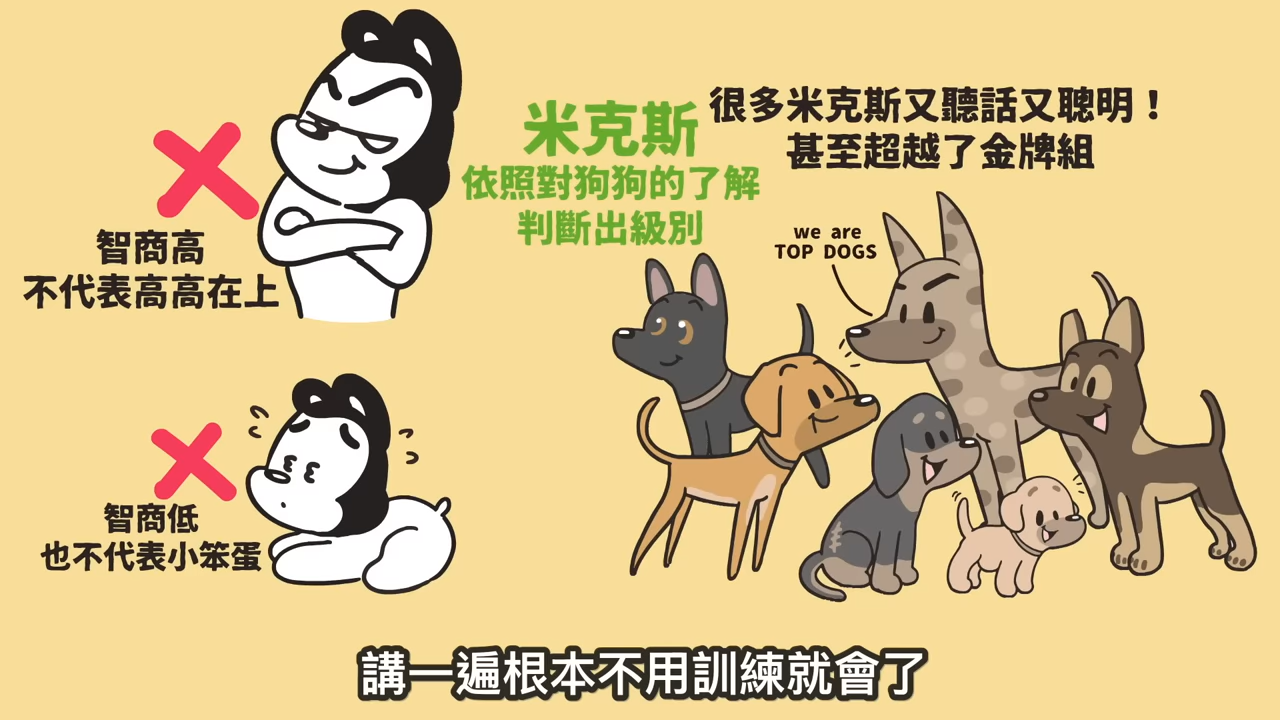 智商高
不代表高高在上
智商低
也不代表小笨蛋
米克斯
依照對狗狗的了解
判斷出級別
很多米克斯又聽話又聰明！
甚至超越了金牌組
we are
TOP DOGS
講一遍根本不用訓練就會了